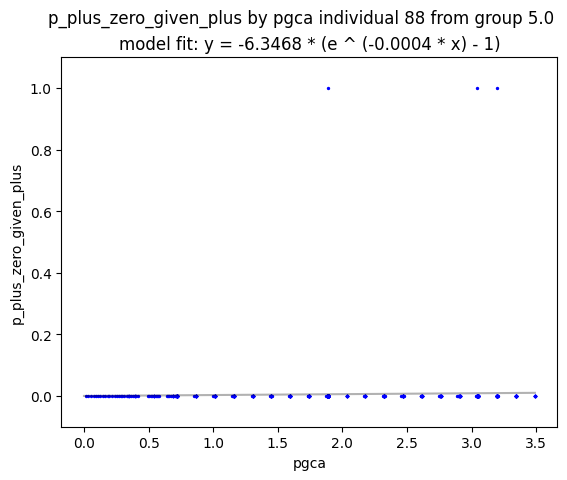 p_plus_zero_given_plus by pgca individual 88 from group 5.0
model fit: y = -6.3468 * (e ^ (-0.0004 * x) - 1)
1.0
0.8
0.6
0.4
0.2
0.0
p_plus_zero_given_plus
0.0 0.5 1.0 1.5 2.0 2.5 3.0 3.5
pgca